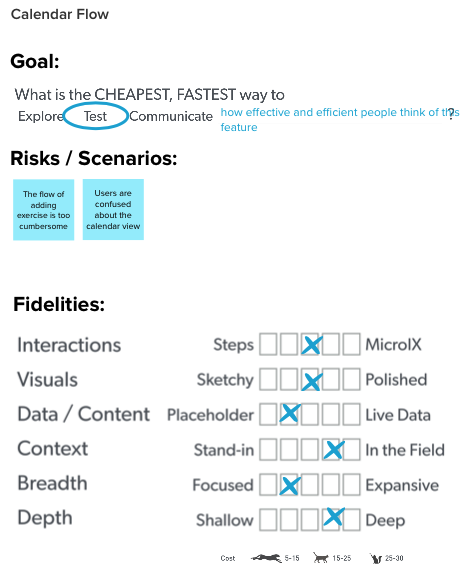 Calendar Flow
Goal:
What is the CHEAPEST, FASTEST way to
Explore Test Communicate how effective and efficient people think of this ?
feature
Risks / Scenarios:
The flow of
adding
exercise is too
cumbersome
Users are
confused
about the
calendar view
Fidelities:
Interactions Steps MicroIX
Visuals Sketchy Polished
Data / Content Placeholder Live Data
Context Stand-in In the Field
Breadth Focused Expansive
Depth Shallow Deep
Cost 5-15 15-25 25-30